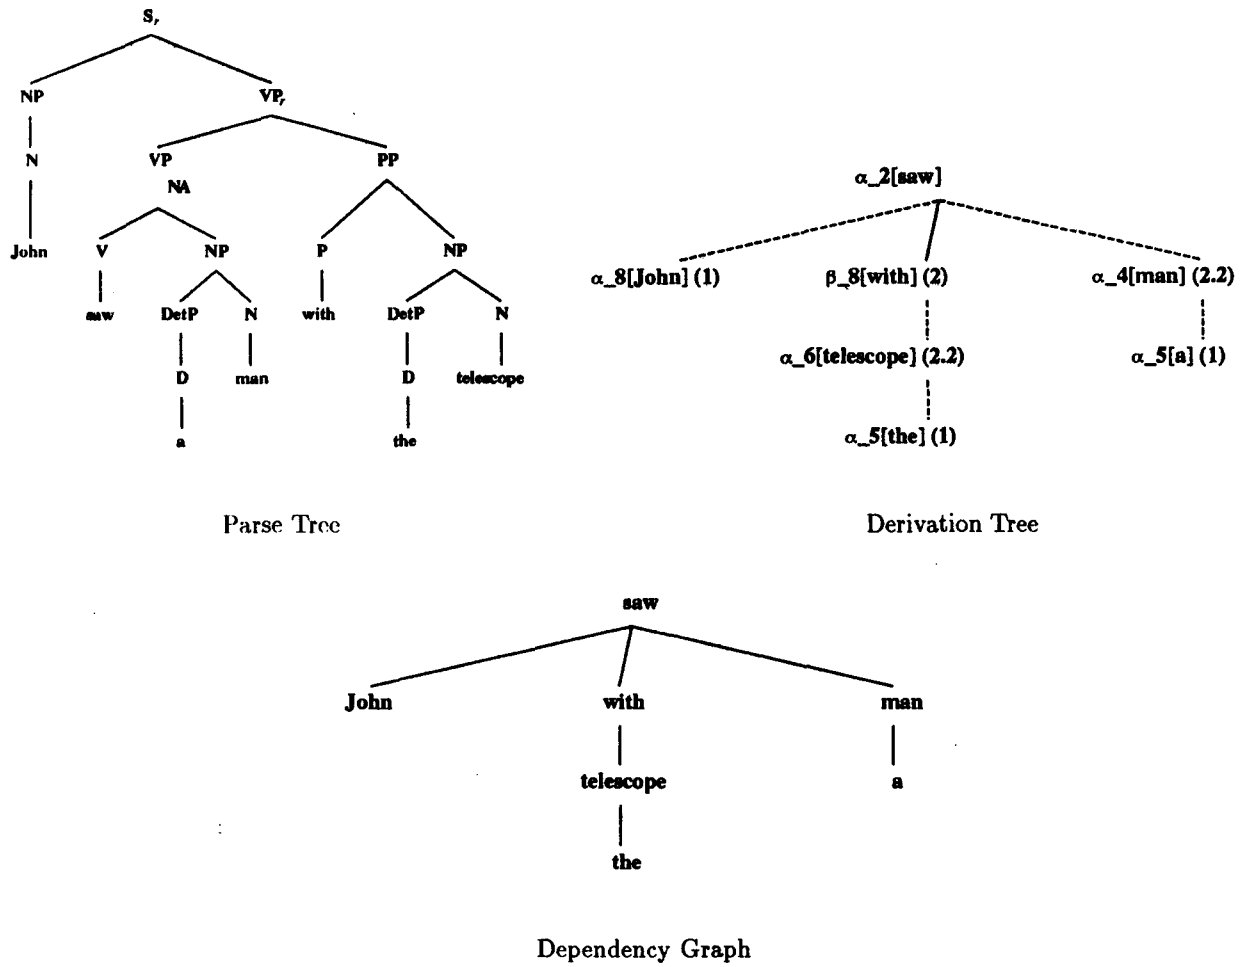 Sr
NP VPr
N VP PP
NA
John V NP P NP
saw DetP N with DetP N
D man D telescope
a the
Parse Tree
α_2[saw]
α_8[John] (1) β_8[with] (2) α_4[man] (2.2)
α_6[telescope] (2.2) α_5[a] (1)
α_5[the] (1)
Derivation Tree
saw
John with man
telescope a
the
Dependency Graph